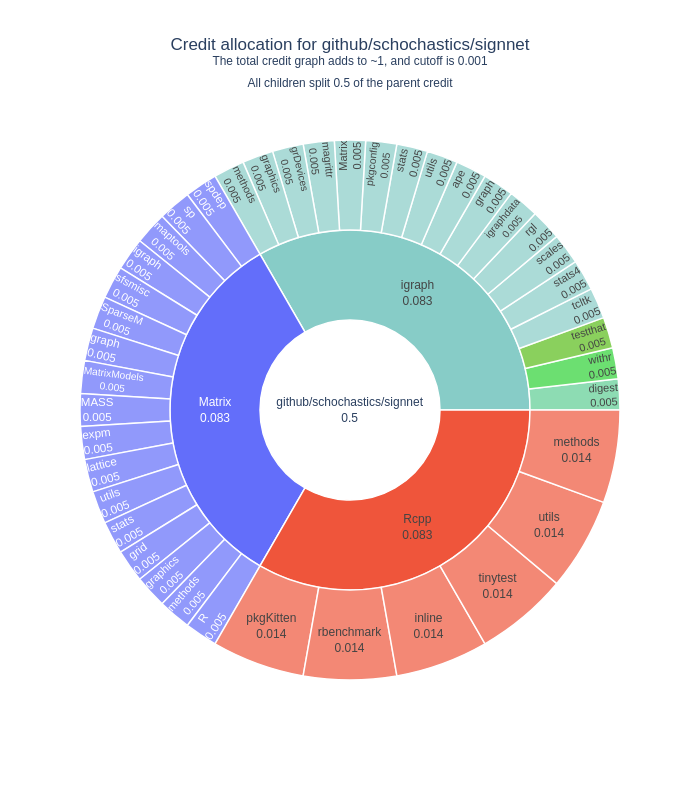 Credit allocation for github/schochastics/signnet
The total credit graph adds to ~1, and cutoff is 0.001
All children split 0.5 of the parent credit
github/schochastics/signnet
0.5
igraph
0.083
methods
0.005
graphics
0.005
grDevices
0.005
magrittr
0.005
Matrix
0.005
pkgconfig
0.005
stats
0.005
utils
0.005
ape
0.005
graph
0.005
igraphdata
0.005
rgl
0.005
scales
0.005
stats4
0.005
tcltk
0.005
testthat
0.005
withr
0.005
digest
0.005
Rcpp
0.083
methods
0.014
utils
0.014
tinytest
0.014
inline
0.014
rbenchmark
0.014
pkgKitten
0.014
Matrix
0.083
R
0.005
methods
0.005
graphics
0.005
grid
0.005
stats
0.005
utils
0.005
lattice
0.005
expm
0.005
MASS
0.005
MatrixModels
0.005
graph
0.005
SparseM
0.005
sfsmisc
0.005
igraph
0.005
maptools
0.005
sp
0.005
spdep
0.005